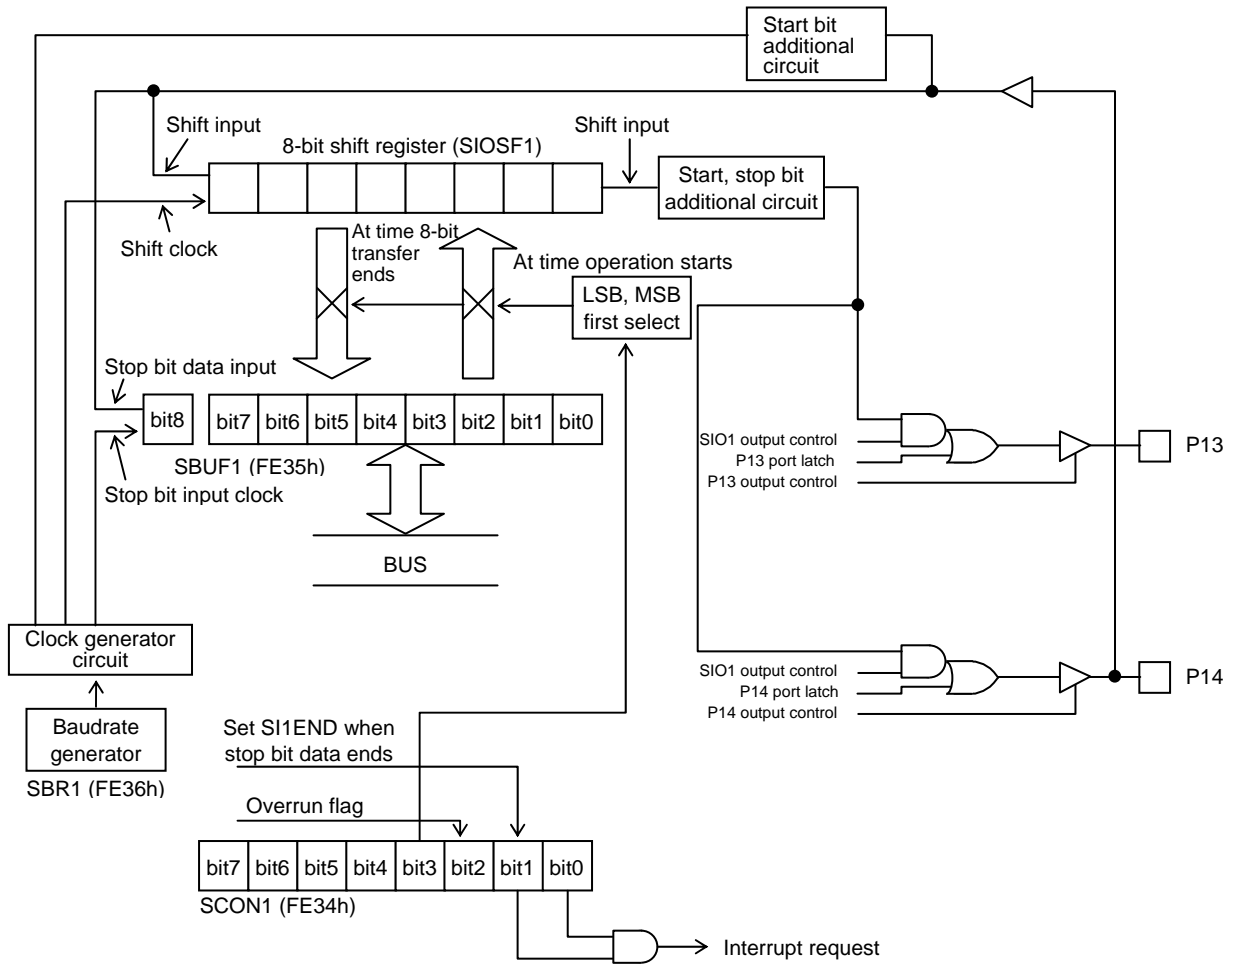 Start bit
additional
circuit
Shift input
8-bit shift register (SIOSF1)
Shift input
Start, stop bit
additional circuit
Shift clock
At time 8-bit
transfer
ends
At time operation starts
LSB, MSB
first select
Stop bit data input
bit8
bit7 bit6 bit5 bit4 bit3 bit2 bit1 bit0
SBUF1 (FE35h)
Stop bit input clock
BUS
SIO1 output control
P13 port latch
P13 output control
P13
Clock generator
circuit
Baudrate
generator
SBR1 (FE36h)
SIO1 output control
P14 port latch
P14 output control
P14
Set SI1END when
stop bit data ends
Overrun flag
bit7 bit6 bit5 bit4 bit3 bit2 bit1 bit0
SCON1 (FE34h)
Interrupt request